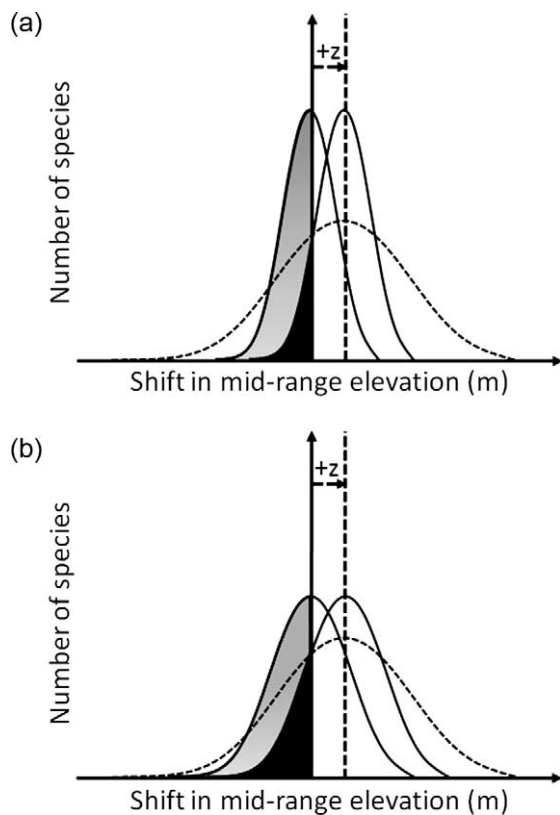 (a)
+z
Number of species
Shift in mid-range elevation (m)
(b)
+z
Number of species
Shift in mid-range elevation (m)